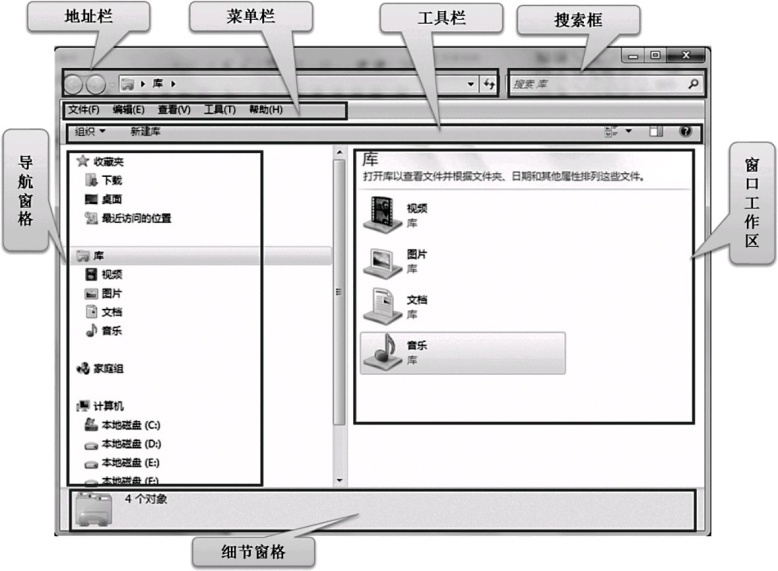 地址栏
菜单栏
工具栏
搜索框
库
搜索 库
文件(F) 编辑(E) 查看(V) 工具(T) 帮助(H)
组织 新建库
导航窗格
收藏夹
下载
桌面
最近访问的位置
库
视频
图片
文档
音乐
家庭组
计算机
本地磁盘 (C:)
本地磁盘 (D:)
本地磁盘 (E:)
本地磁盘 (F:)
库
打开库以查看文件并根据文件夹、日期和其他属性排列这些文件。
视频
库
图片
库
文档
库
音乐
库
窗口工作区
4 个对象
细节窗格